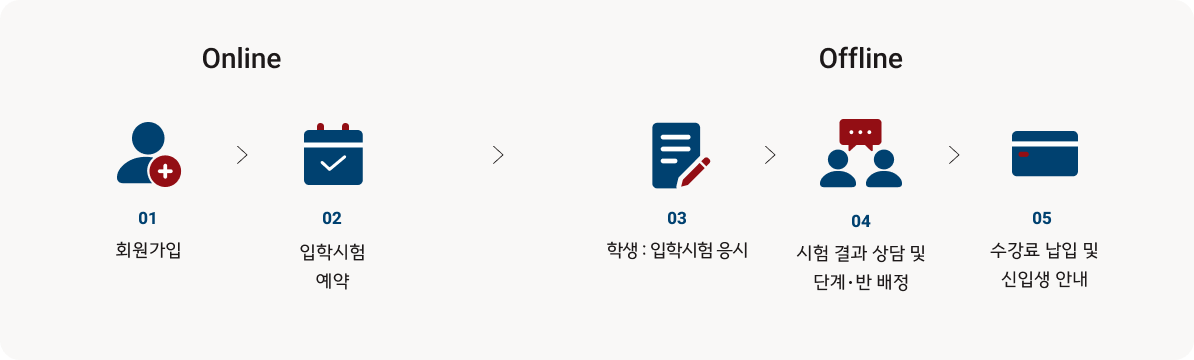 Online
Offline
01
회원가입
02
입학시험
예약
03
학생 : 입학시험 응시
04
시험 결과 상담 및
단계·반 배정
05
수강료 납입 및
신입생 안내